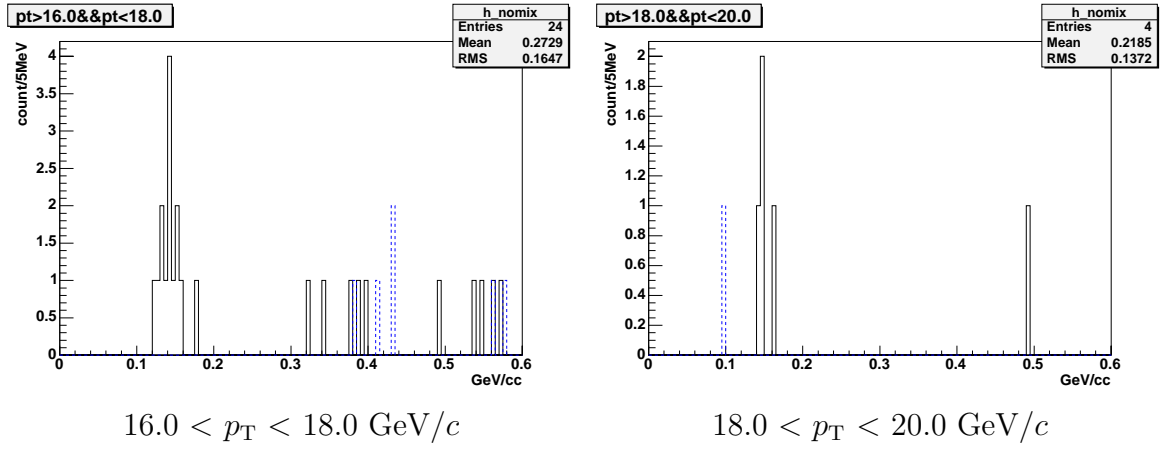 pt>16.0&&pt<18.0
h_nomix
Entries 24
Mean 0.2729
RMS 0.1647
count/5MeV
4
3.5
3
2.5
2
1.5
1
0.5
0
0 0.1 0.2 0.3 0.4 0.5 0.6
GeV/cc
16.0 < p_T < 18.0 GeV/c
pt>18.0&&pt<20.0
h_nomix
Entries 4
Mean 0.2185
RMS 0.1372
count/5MeV
2
1.8
1.6
1.4
1.2
1
0.8
0.6
0.4
0.2
0
0 0.1 0.2 0.3 0.4 0.5 0.6
GeV/cc
18.0 < p_T < 20.0 GeV/c